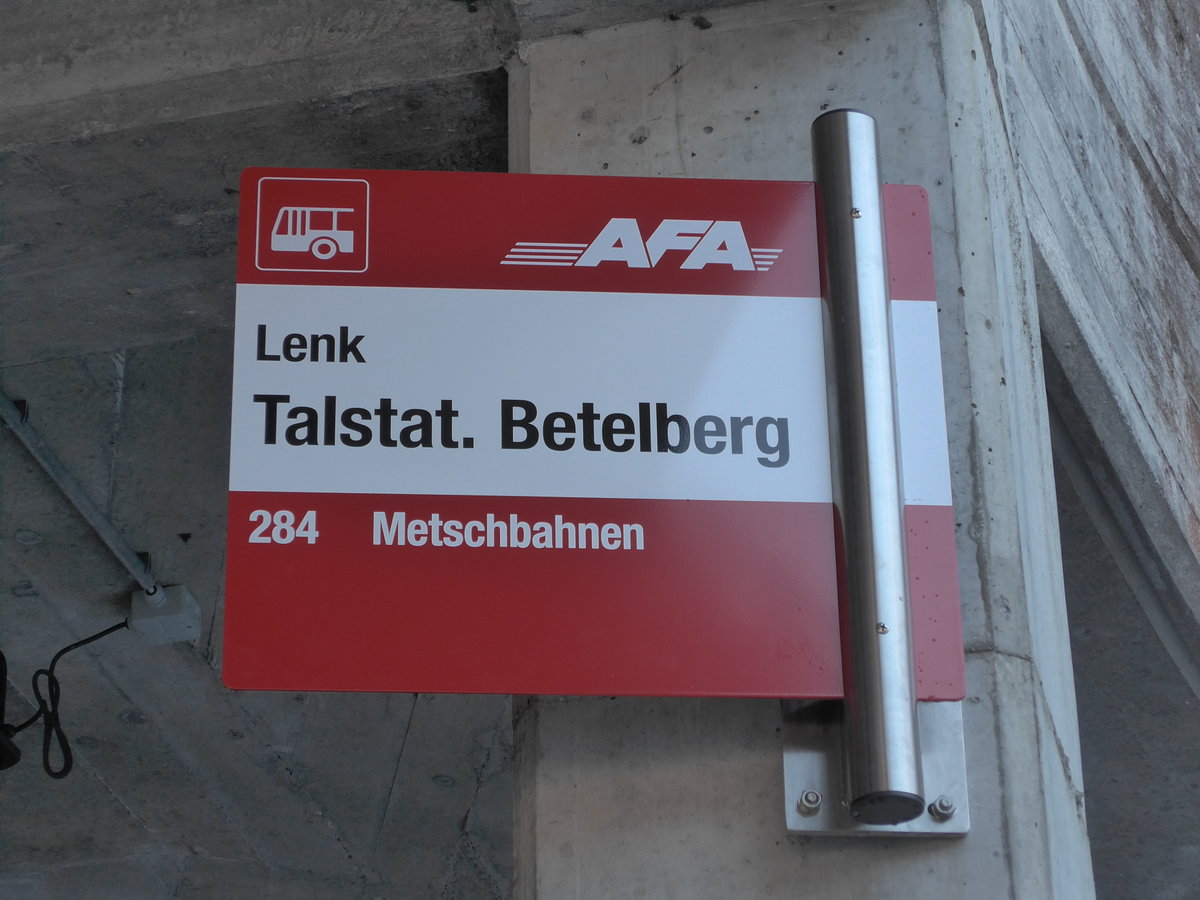 AFA
Lenk
Talstat. Betelberg
284 Metschbahnen